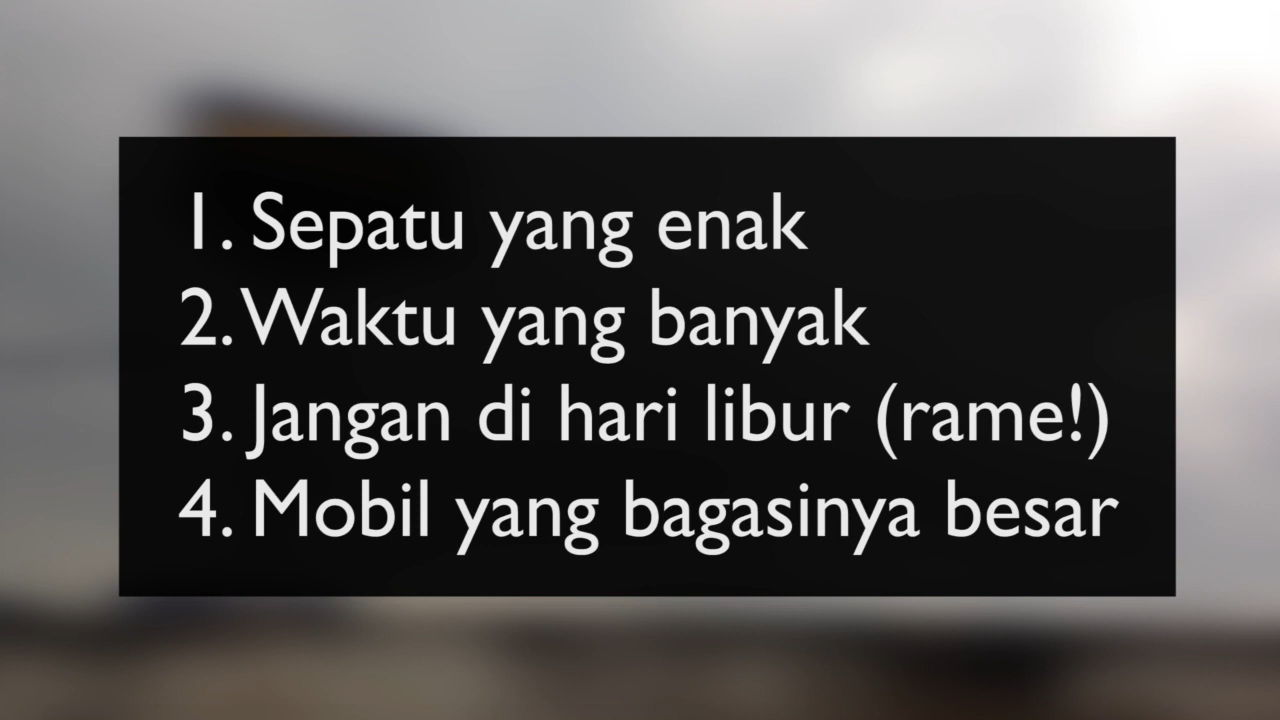 1. Sepatu yang enak
2. Waktu yang banyak
3. Jangan di hari libur (rame!)
4. Mobil yang bagasinya besar